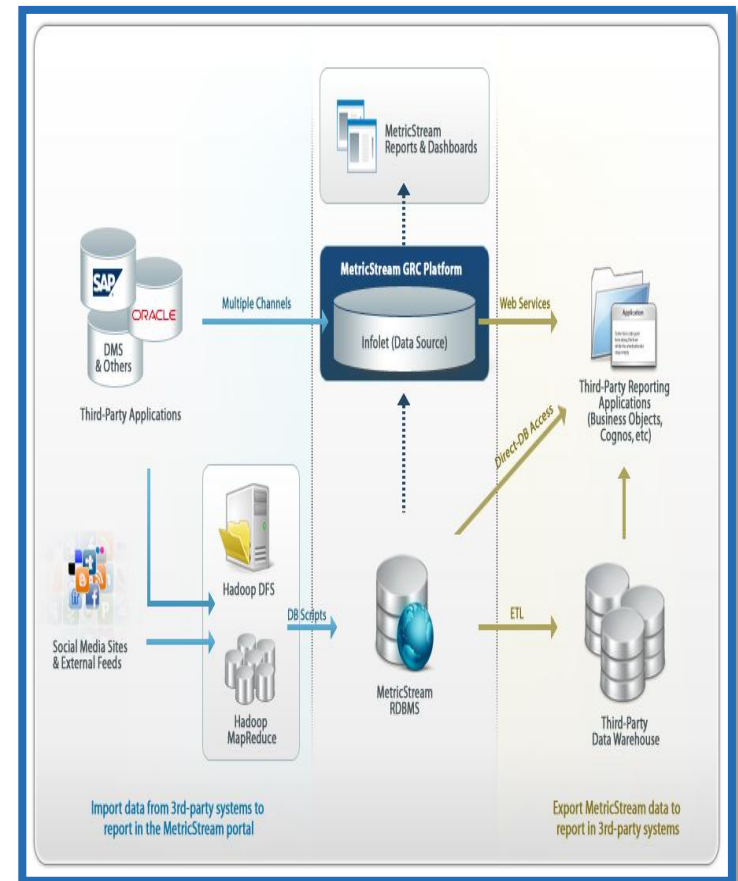 MetricStream
Reports & Dashboards
MetricStream GRC Platform
SAP
ORACLE
DMS
& Others
Multiple Channels
Infolet (Data Source)
Web Services
Application
Third-Party Applications
Third-Party Reporting
Applications
(Business Objects,
Cognos, etc)
Direct-DB Access
Hadoop DFS
DB Scripts
ETL
Social Media Sites
& External Feeds
Hadoop
MapReduce
MetricStream
RDBMS
Third-Party
Data Warehouse
Import data from 3rd-party systems to
report in the MetricStream portal
Export MetricStream data to
report in 3rd-party systems